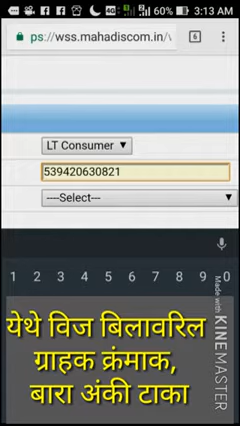 4G 60% 3:13 AM
ps://wss.mahadiscom.in/
6
LT Consumer
539420630821
----Select---
1 2 3 4 5 6 7 8 9 0
येथे विज बिलावरिल
ग्राहक क्रंमाक,
बारा अंकी टाका
Made with KINEMASTER